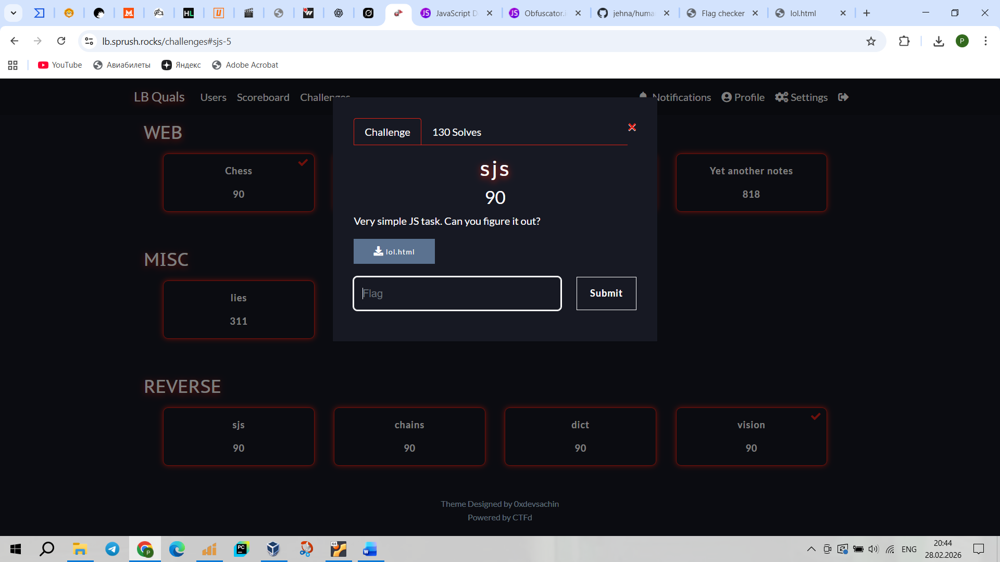 JavaScript D
Obfuscator.i
jehna/huma
Flag checker
lol.html
lb.sprush.rocks/challenges#sjs-5
P
YouTube
Авиабилеты
Яндекс
Adobe Acrobat
LB Quals
Users
Scoreboard
Challenges
Notifications
Profile
Settings
WEB
Chess
90
Yet another notes
818
Challenge
130 Solves
sjs
90
Very simple JS task. Can you figure it out?
lol.html
Flag
Submit
MISC
lies
311
REVERSE
sjs
90
chains
90
dict
90
vision
90
Theme Designed by 0xdevsachin
Powered by CTFd
ENG
20:44
28.02.2026